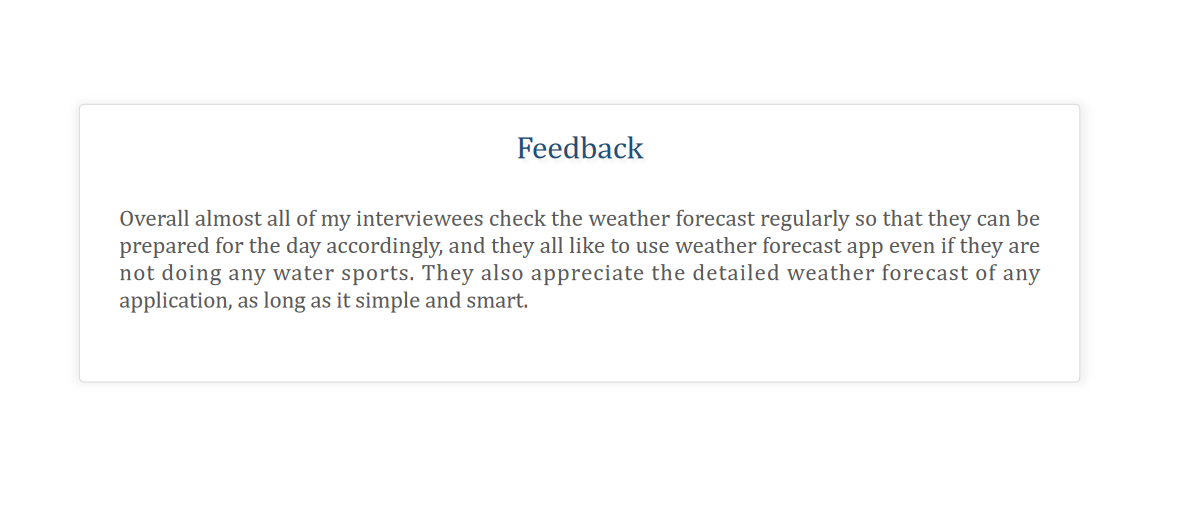 Feedback
Overall almost all of my interviewees check the weather forecast regularly so that they can be
prepared for the day accordingly, and they all like to use weather forecast app even if they are
not doing any water sports. They also appreciate the detailed weather forecast of any
application, as long as it simple and smart.